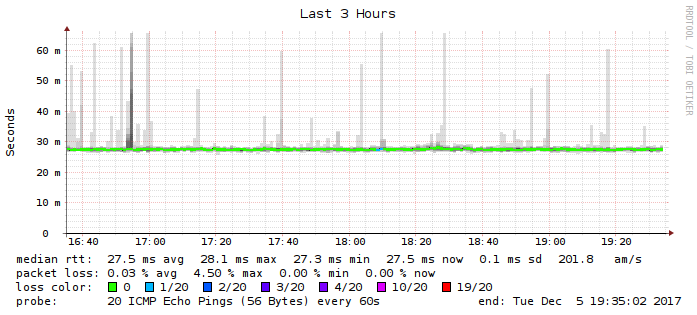 Last 3 Hours
RRDTOOL / TOBI OETIKER
Seconds
60 m
50 m
40 m
30 m
20 m
10 m
0
16:40 17:00 17:20 17:40 18:00 18:20 18:40 19:00 19:20
median rtt: 27.5 ms avg 28.1 ms max 27.3 ms min 27.5 ms now 0.1 ms sd 201.8 am/s
packet loss: 0.03 % avg 4.50 % max 0.00 % min 0.00 % now
loss color: 0 1/20 2/20 3/20 4/20 10/20 19/20
probe: 20 ICMP Echo Pings (56 Bytes) every 60s end: Tue Dec 5 19:35:02 2017